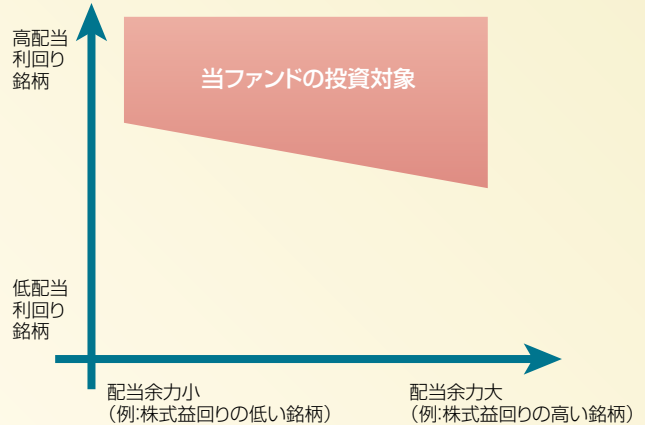 高配当
利回り
銘柄
当ファンドの投資対象
低配当
利回り
銘柄
配当余力小
（例:株式益回りの低い銘柄）
配当余力大
（例:株式益回りの高い銘柄）